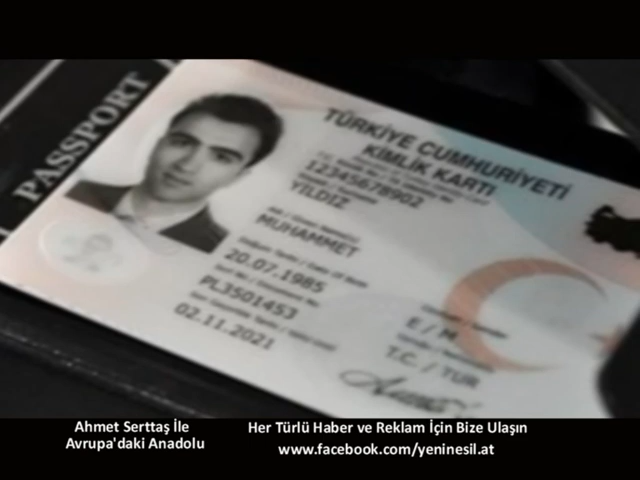 PASSPORT
TÜRKİYE CUMHURİYETİ
KİMLİK KARTI
12345678902
YILDIZ
MUHAMMET
20.07.1985
PL3501453
02.11.2021
E / M
T.C. / TUR
Ahmet Serttaş İle
Avrupa'daki Anadolu
Her Türlü Haber ve Reklam İçin Bize Ulaşın
www.facebook.com/yeninesil.at